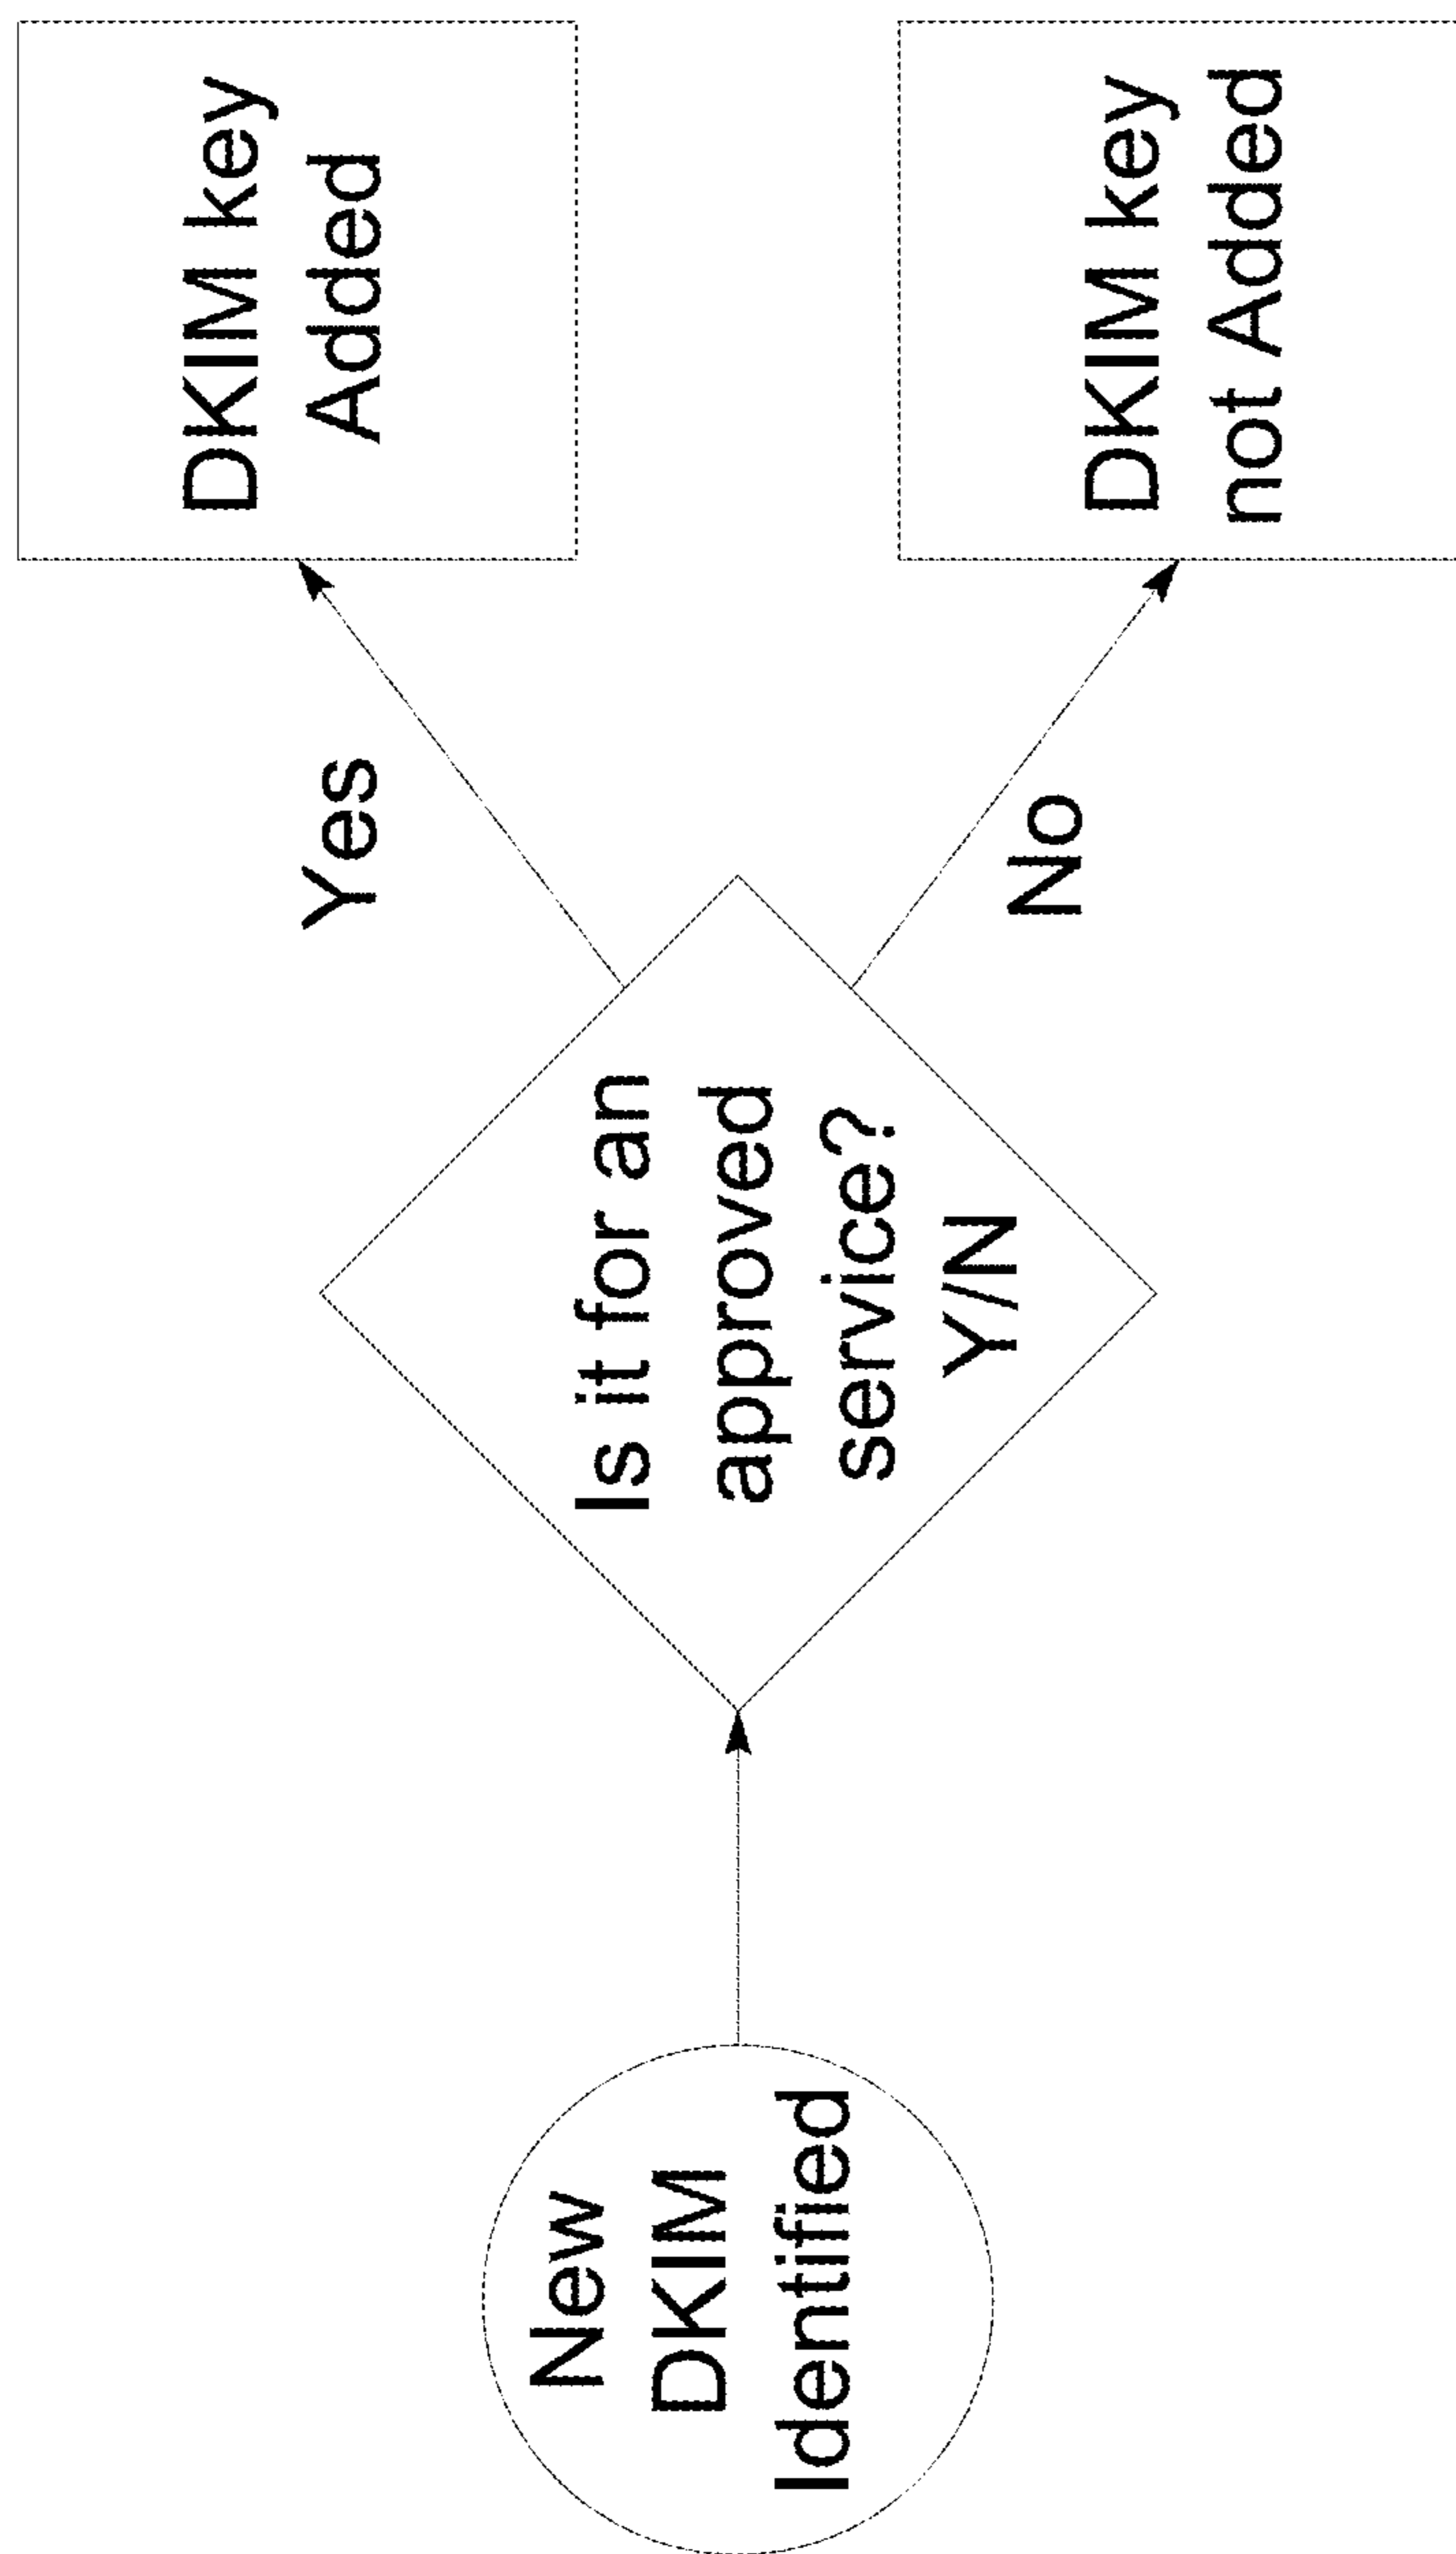 New
DKIM
Identified
Is it for an
approved
service?
Y/N
Yes
DKIM key
Added
No
DKIM key
not Added